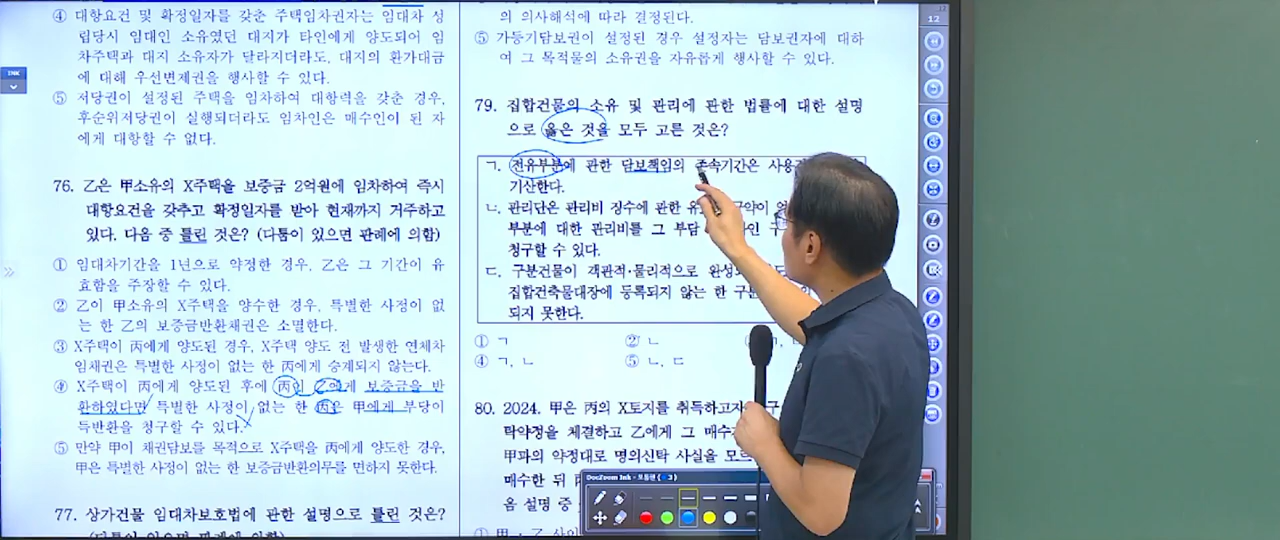 ④ 대항요건 및 확정일자를 갖춘 주택임차권자는 임대차 성
립당시 임대인 소유였던 대지가 타인에게 양도되어 임
차주택과 대지 소유자가 달라지더라도, 대지의 환가대금
에 대해 우선변제권을 행사할 수 있다.
⑤ 저당권이 설정된 주택을 임차하여 대항력을 갖춘 경우,
후순위저당권이 실행되더라도 임차인은 매수인이 된 자
에게 대항할 수 없다.
76. 乙은 甲소유의 X주택을 보증금 2억원에 임차하여 즉시
대항요건을 갖추고 확정일자를 받아 현재까지 거주하고
있다. 다음 중 틀린 것은? (다툼이 있으면 판례에 의함)
① 임대차기간을 1년으로 약정한 경우, 乙은 그 기간이 유
효함을 주장할 수 있다.
② 乙이 甲소유의 X주택을 양수한 경우, 특별한 사정이 없
는 한 乙의 보증금반환채권은 소멸한다.
③ X주택이 丙에게 양도된 경우, X주택 양도 전 발생한 연체차
임채권은 특별한 사정이 없는 한 丙에게 승계되지 않는다.
④ X주택이 丙에게 양도된 후에 丙이 乙에게 보증금을 반
환하였다면 특별한 사정이 없는 한 丙은 甲에게 부당이
득반환을 청구할 수 있다.
⑤ 만약 甲이 채권담보를 목적으로 X주택을 丙에게 양도한 경우,
甲은 특별한 사정이 없는 한 보증금반환의무를 면하지 못한다.
77. 상가건물 임대차보호법에 관한 설명으로 틀린 것은?
의 의사해석에 따라 결정된다.
⑤ 가등기담보권이 설정된 경우 설정자는 담보권자에 대하
여 그 목적물의 소유권을 자유롭게 행사할 수 있다.
79. 집합건물의 소유 및 관리에 관한 법률에 대한 설명
으로 옳은 것을 모두 고른 것은?
ㄱ. 전유부분에 관한 담보책임의 존속기간은
기산한다.
ㄴ. 관리단은 관리비 징수에 관한
부분에 대한 관리비를 그
청구할 수 있다.
ㄷ. 구분건물이 객관적·물리적으로
집합건축물대장에 등록되지 않는 한
되지 못한다.
① ㄱ ② ㄴ
④ ㄱ, ㄴ ⑤ ㄴ, ㄷ
80. 2024. 甲은 丙의 X토지를
탁약정을 체결하고 乙에게 그
甲과의 약정대로 명의신탁 사실을
매수한 뒤
음 설명 중
INK
12
DocZoom Ink